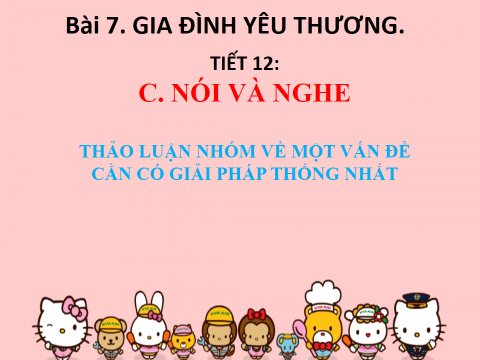 Bài 7. GIA ĐÌNH YÊU THƯƠNG.
TIẾT 12:
C. NÓI VÀ NGHE
THẢO LUẬN NHÓM VỀ MỘT VẤN ĐỀ
CẦN CÓ GIẢI PHÁP THỐNG NHẤT